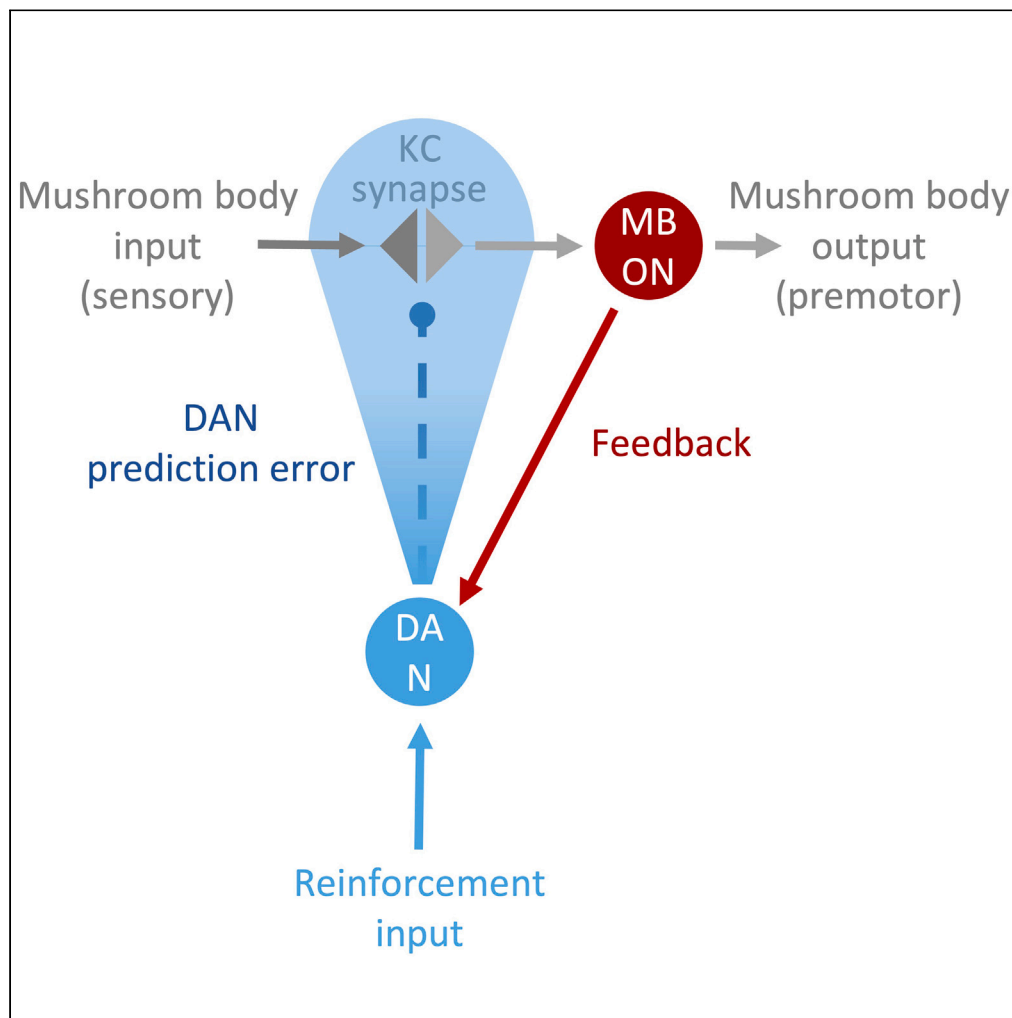 KC
synapse
Mushroom body
input
(sensory)
MB
ON
Mushroom body
output
(premotor)
DAN
prediction error
Feedback
DA
N
Reinforcement
input